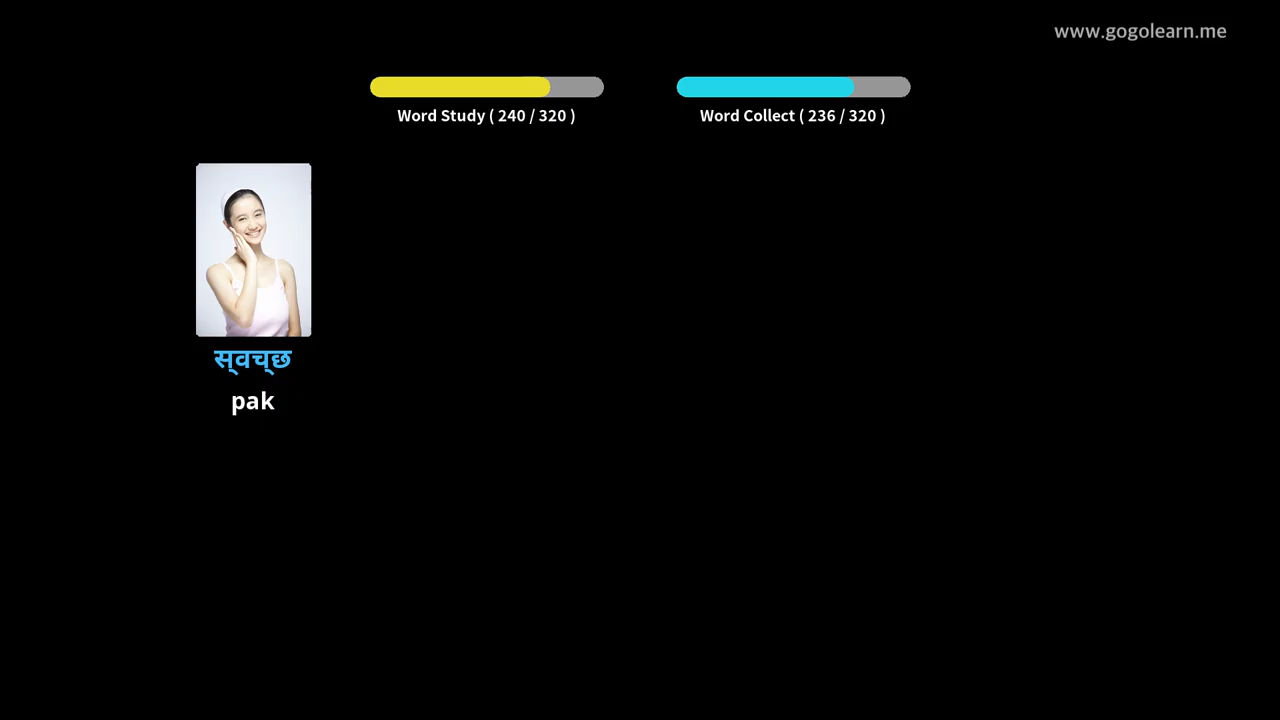 www.gogolearn.me
Word Study ( 240 / 320 )
Word Collect ( 236 / 320 )
स्‌वच्‌छ
pak